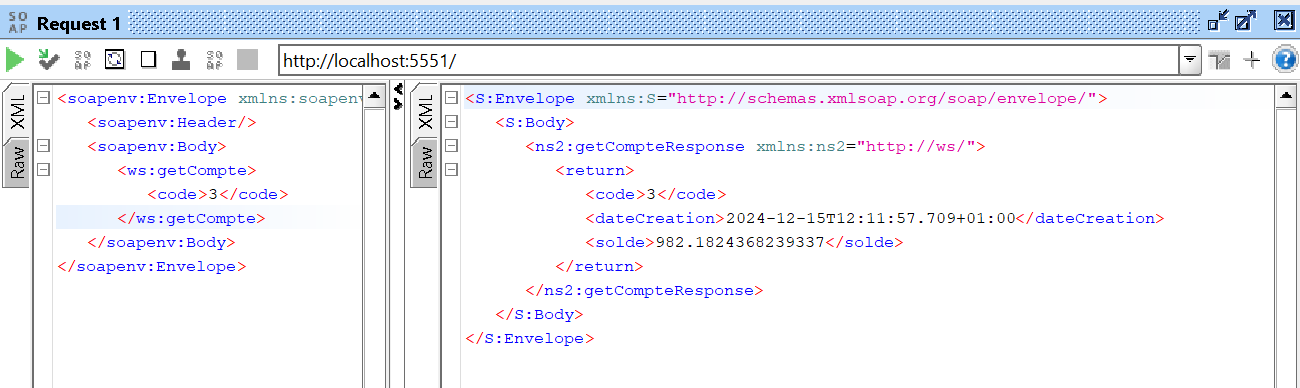 SO AP Request 1
http://localhost:5551/
XML
Raw
<soapenv:Envelope xmlns:soapenv
<soapenv:Header/>
<soapenv:Body>
<ws:getCompte>
<code>3</code>
</ws:getCompte>
</soapenv:Body>
</soapenv:Envelope>
XML
Raw
<S:Envelope xmlns:S="http://schemas.xmlsoap.org/soap/envelope/">
<S:Body>
<ns2:getCompteResponse xmlns:ns2="http://ws/">
<return>
<code>3</code>
<dateCreation>2024-12-15T12:11:57.709+01:00</dateCreation>
<solde>982.1824368239337</solde>
</return>
</ns2:getCompteResponse>
</S:Body>
</S:Envelope>